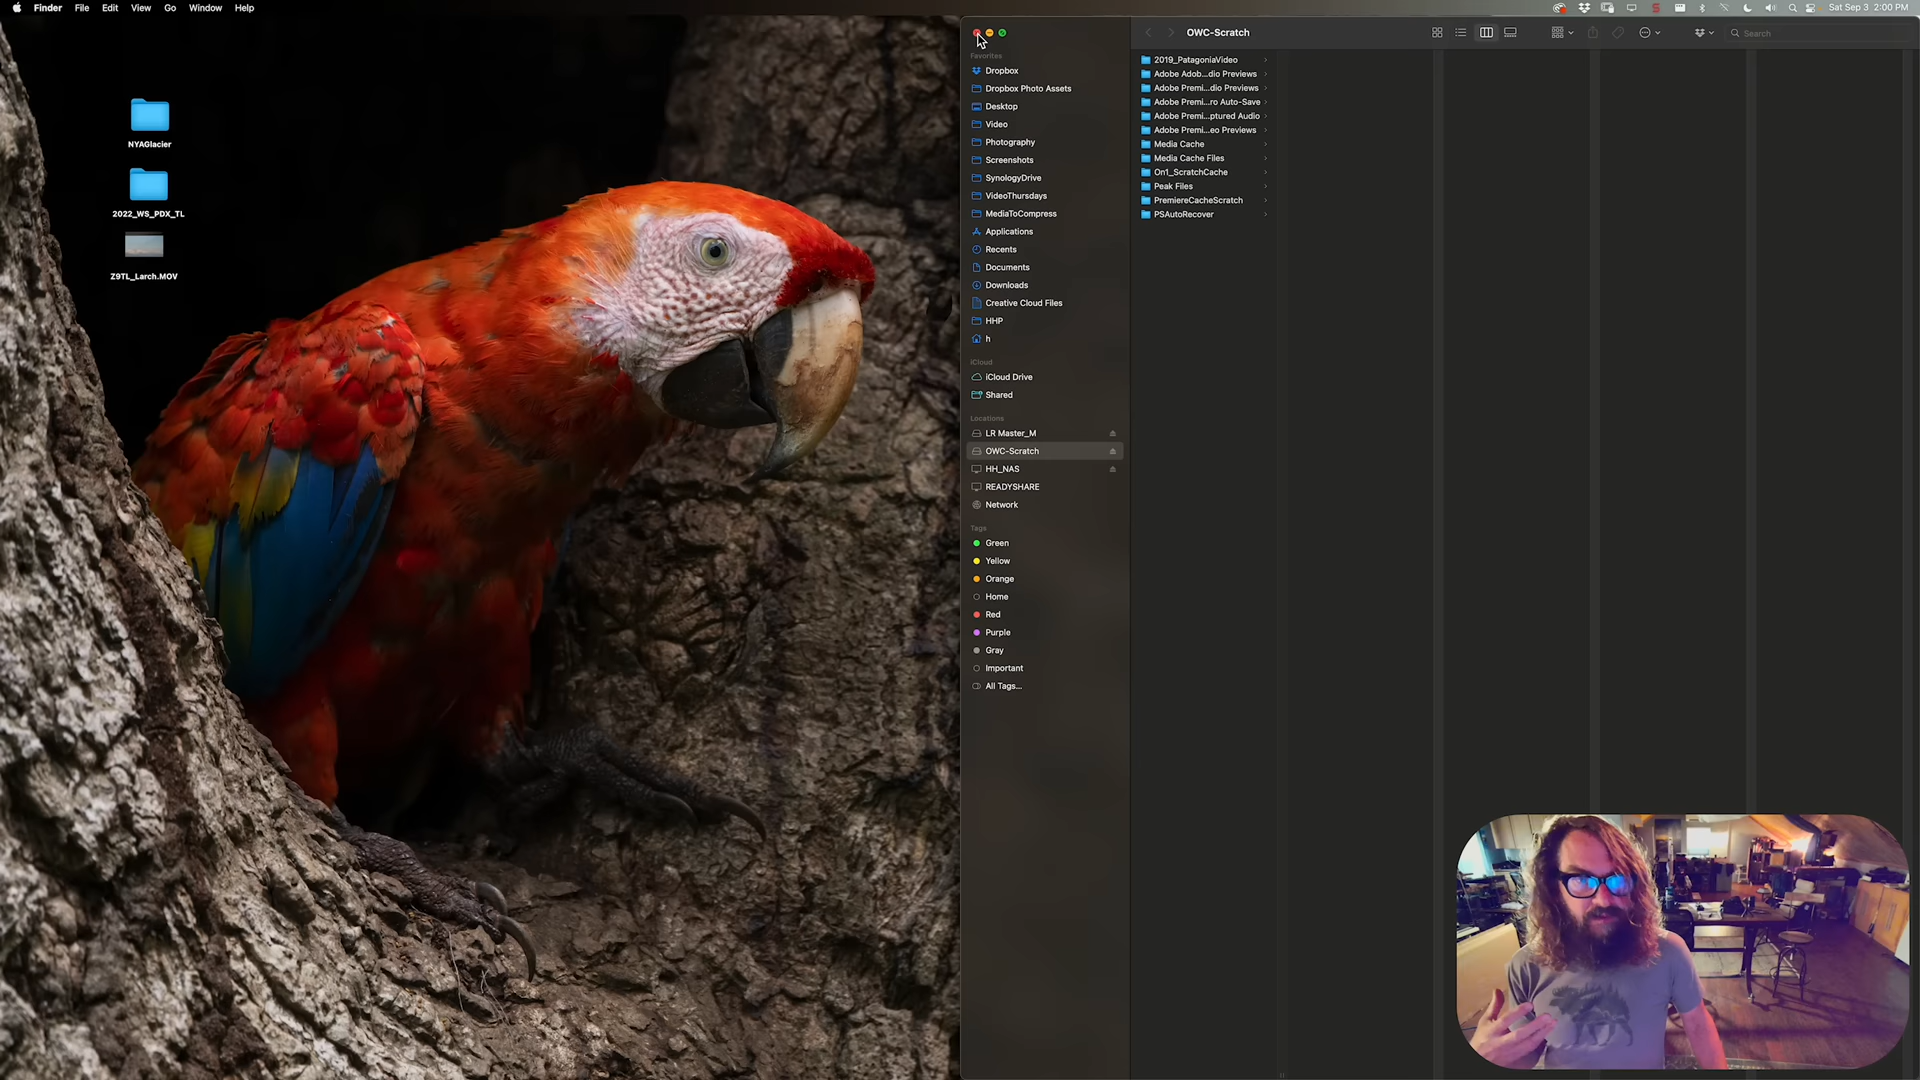 Finder File Edit View Go Window Help
Sat Sep 3 2:00 PM
NYAGlacier
2022_WS_PDX_TL
Z9TL_Larch.MOV
OWC-Scratch
Search
Favorites
Dropbox
Dropbox Photo Assets
Desktop
Video
Photography
Screenshots
SynologyDrive
VideoThursdays
MediaToCompress
Applications
Recents
Documents
Downloads
Creative Cloud Files
HHP
h
iCloud
iCloud Drive
Shared
Locations
LR Master_M
OWC-Scratch
HH_NAS
READYSHARE
Network
Tags
Green
Yellow
Orange
Home
Red
Purple
Gray
Important
All Tags...
2019_PatagoniaVideo
Adobe Adob...dio Previews
Adobe Premi...dio Previews
Adobe Premi...ro Auto-Save
Adobe Premi...ptured Audio
Adobe Premi...eo Previews
Media Cache
Media Cache Files
On1_ScratchCache
Peak Files
PremiereCacheScratch
PSAutoRecover